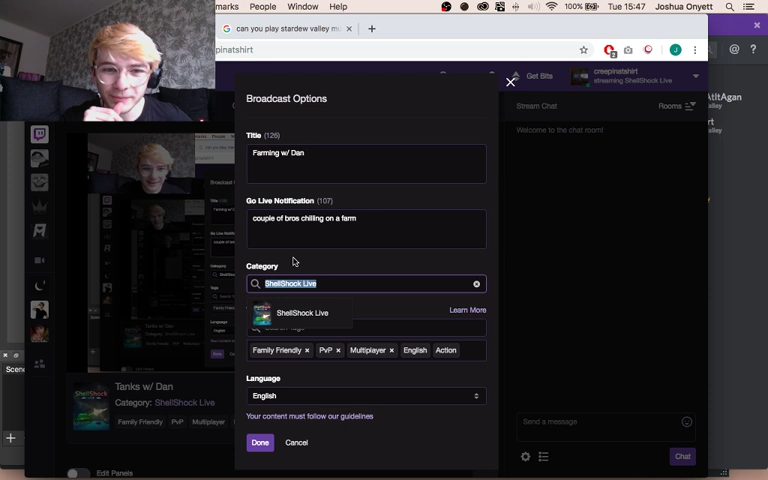 marks People Window Help
100% Tue 15:47 Joshua Onyett
can you play stardew valley mu
pinatshirt
Get Bits
creepinatshirt
streaming ShellShock Live
AtItAgan
Broadcast Options
Stream Chat
Rooms
Welcome to the chat room!
Title (126)
Farming w/ Dan
Go Live Notification (107)
couple of bros chilling on a farm
Category
ShellShock Live
ShellShock Live
Learn More
Family Friendly × PvP × Multiplayer × English Action
Language
English
Your content must follow our guidelines
Done Cancel
Tanks w/ Dan
Category: ShellShock Live
Family Friendly PvP Multiplayer
Edit Panels
Send a message
Chat
Scene